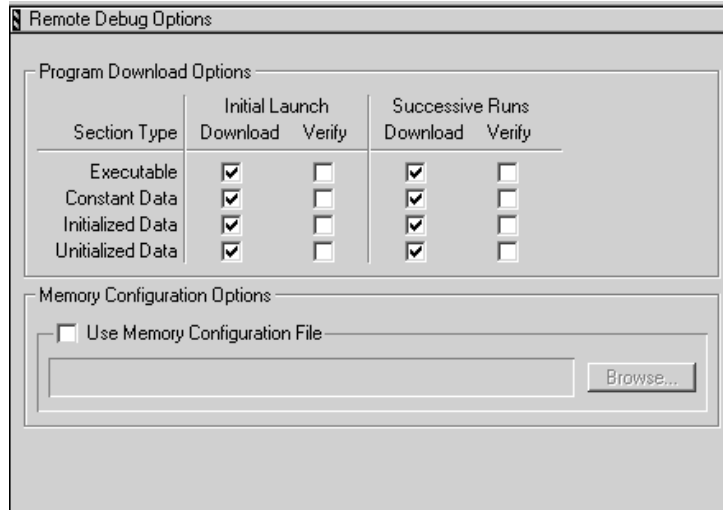 Remote Debug Options
Program Download Options
Initial Launch Successive Runs
Section Type Download Verify Download Verify
Executable
Constant Data
Initialized Data
Unitialized Data
Memory Configuration Options
Use Memory Configuration File
Browse...